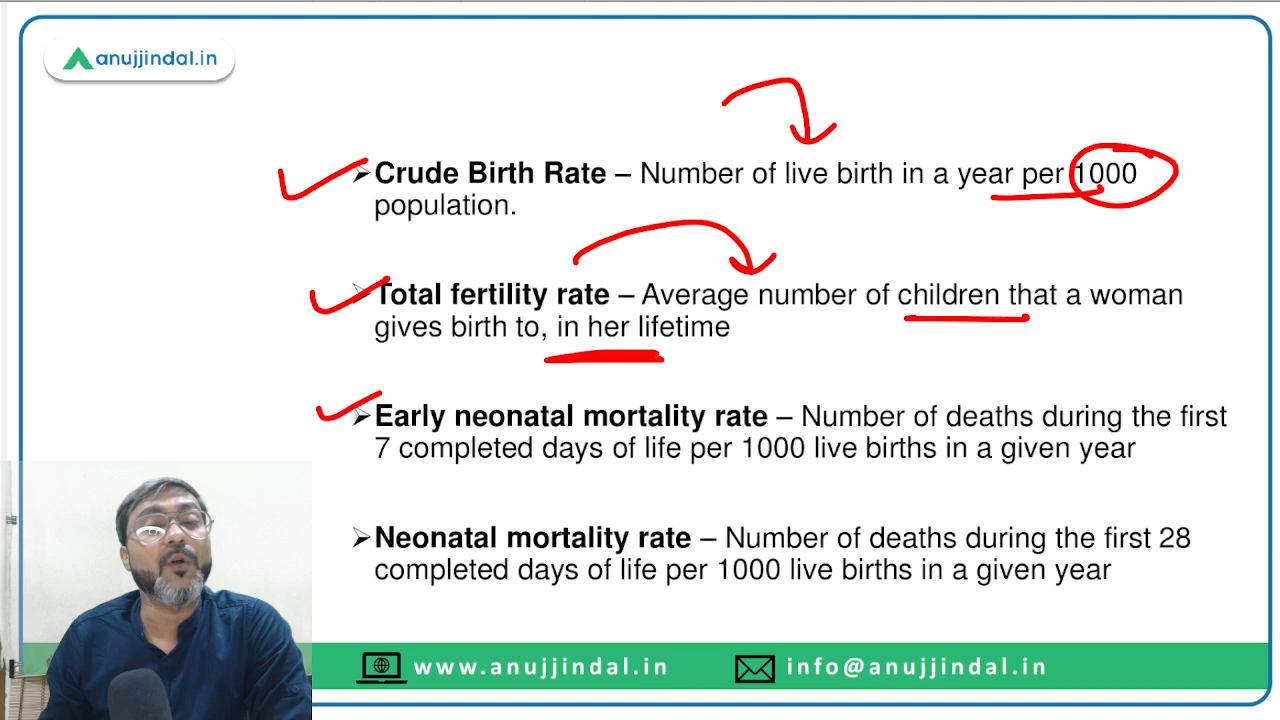 anujjindal.in
➢Crude Birth Rate – Number of live birth in a year per 1000
population.
➢Total fertility rate – Average number of children that a woman
gives birth to, in her lifetime
➢Early neonatal mortality rate – Number of deaths during the first
7 completed days of life per 1000 live births in a given year
➢Neonatal mortality rate – Number of deaths during the first 28
completed days of life per 1000 live births in a given year
www.anujjindal.in info@anujjindal.in